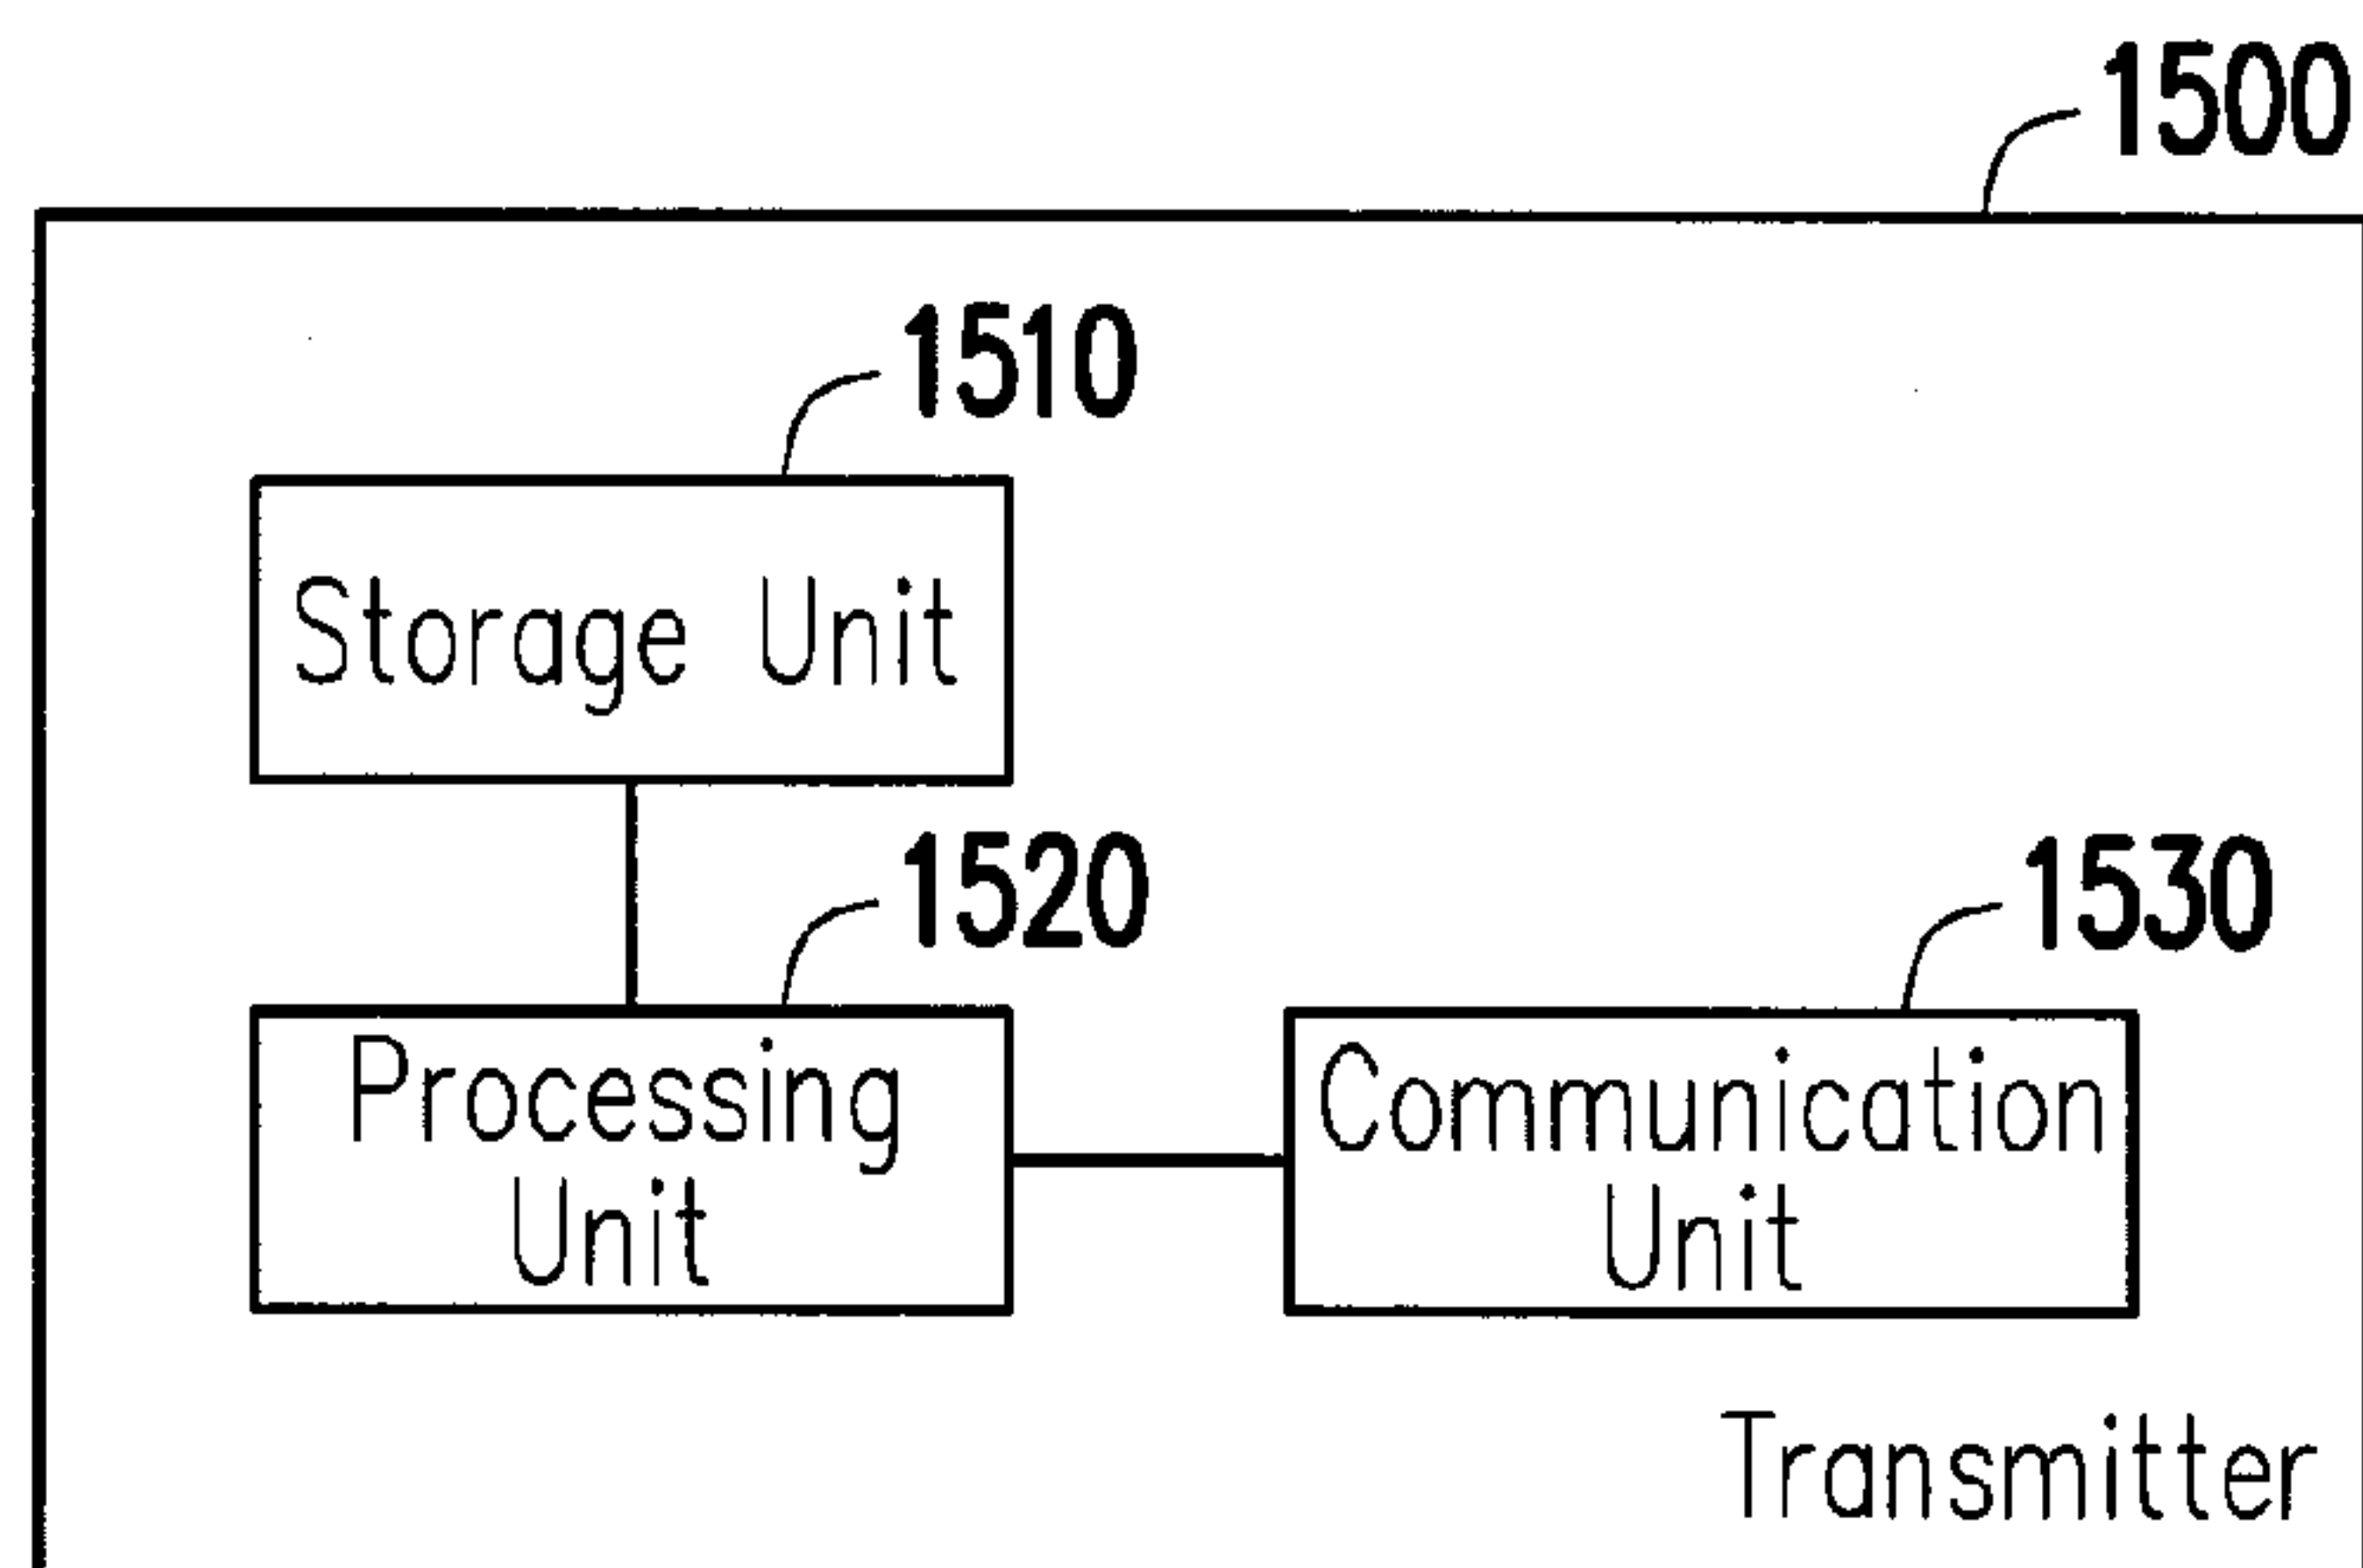 1500
1510
Storage Unit
1520
1530
Processing
Unit
Communication
Unit
Transmitter